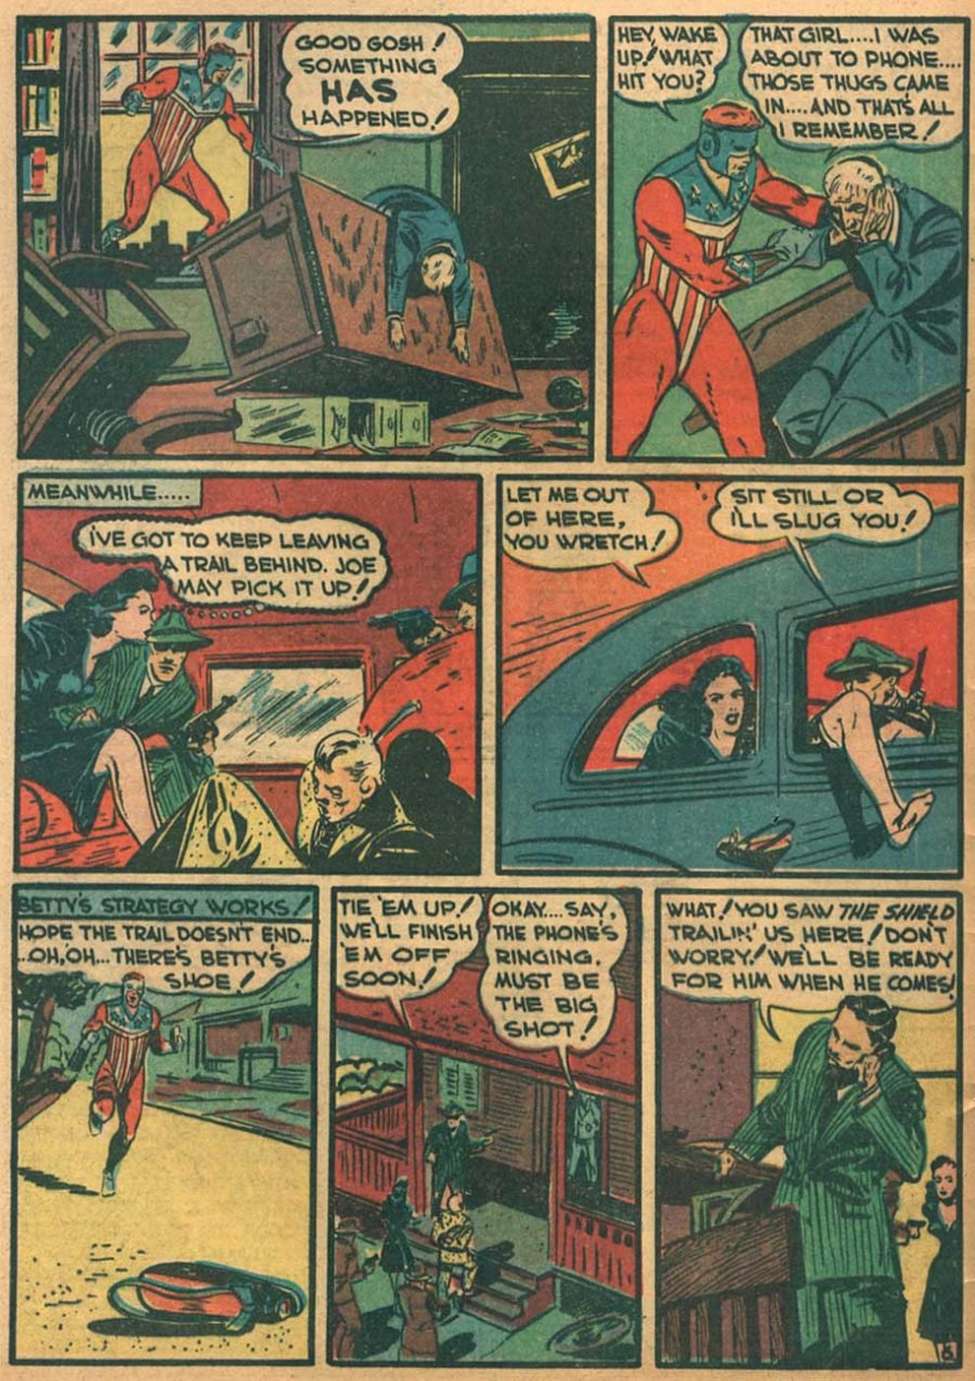 GOOD GOSH!
SOMETHING
HAS
HAPPENED!
HEY, WAKE
UP! WHAT
HIT YOU?
THAT GIRL....I WAS
ABOUT TO PHONE....
THOSE THUGS CAME
IN....AND THAT'S ALL
I REMEMBER!
MEANWHILE.....
I'VE GOT TO KEEP LEAVING
A TRAIL BEHIND. JOE
MAY PICK IT UP!
LET ME OUT
OF HERE,
YOU WRETCH!
SIT STILL OR
I'LL SLUG YOU!
BETTY'S STRATEGY WORKS!
HOPE THE TRAIL DOESN'T END..
..OH, OH... THERE'S BETTY'S
SHOE!
TIE 'EM UP!
WE'LL FINISH
'EM OFF
SOON!
OKAY....SAY,
THE PHONE'S
RINGING.
MUST BE
THE BIG
SHOT!
WHAT! YOU SAW THE SHIELD
TRAILIN' US HERE! DON'T
WORRY! WE'LL BE READY
FOR HIM WHEN HE COMES!